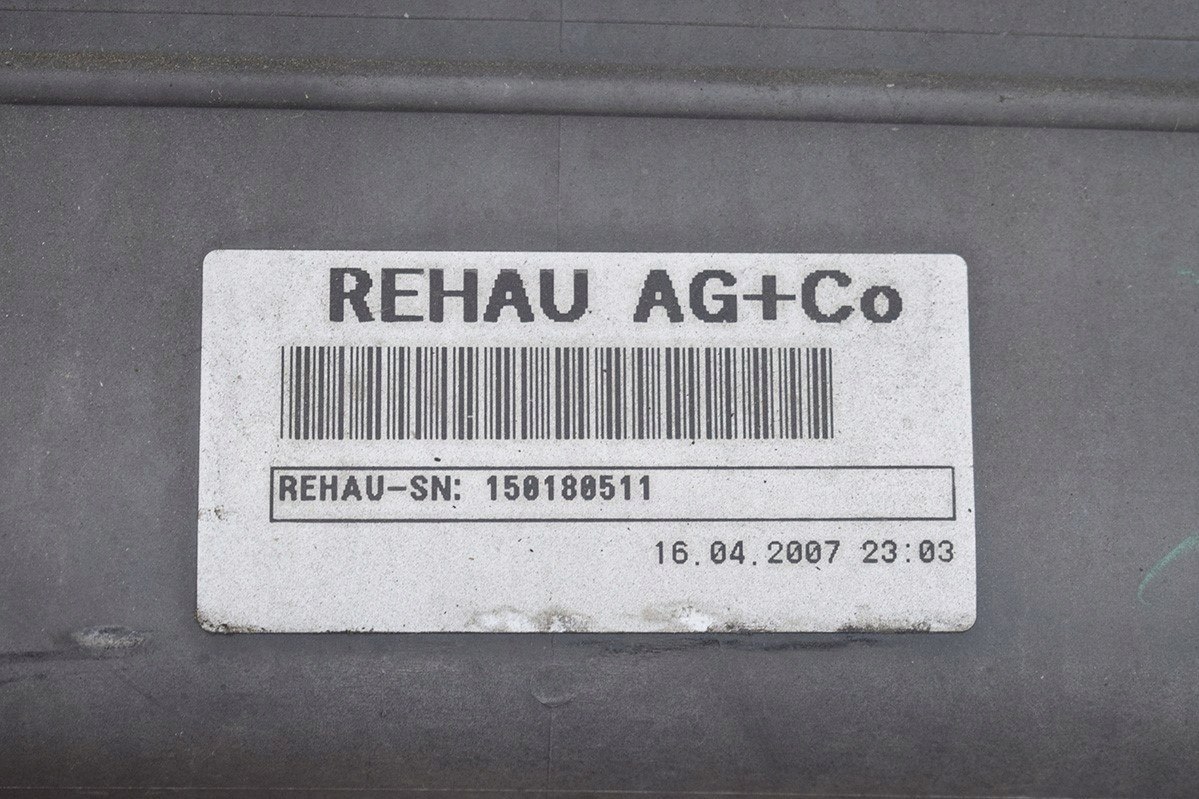 REHAU AG+Co
REHAU-SN: 150180511
16.04.2007 23:03